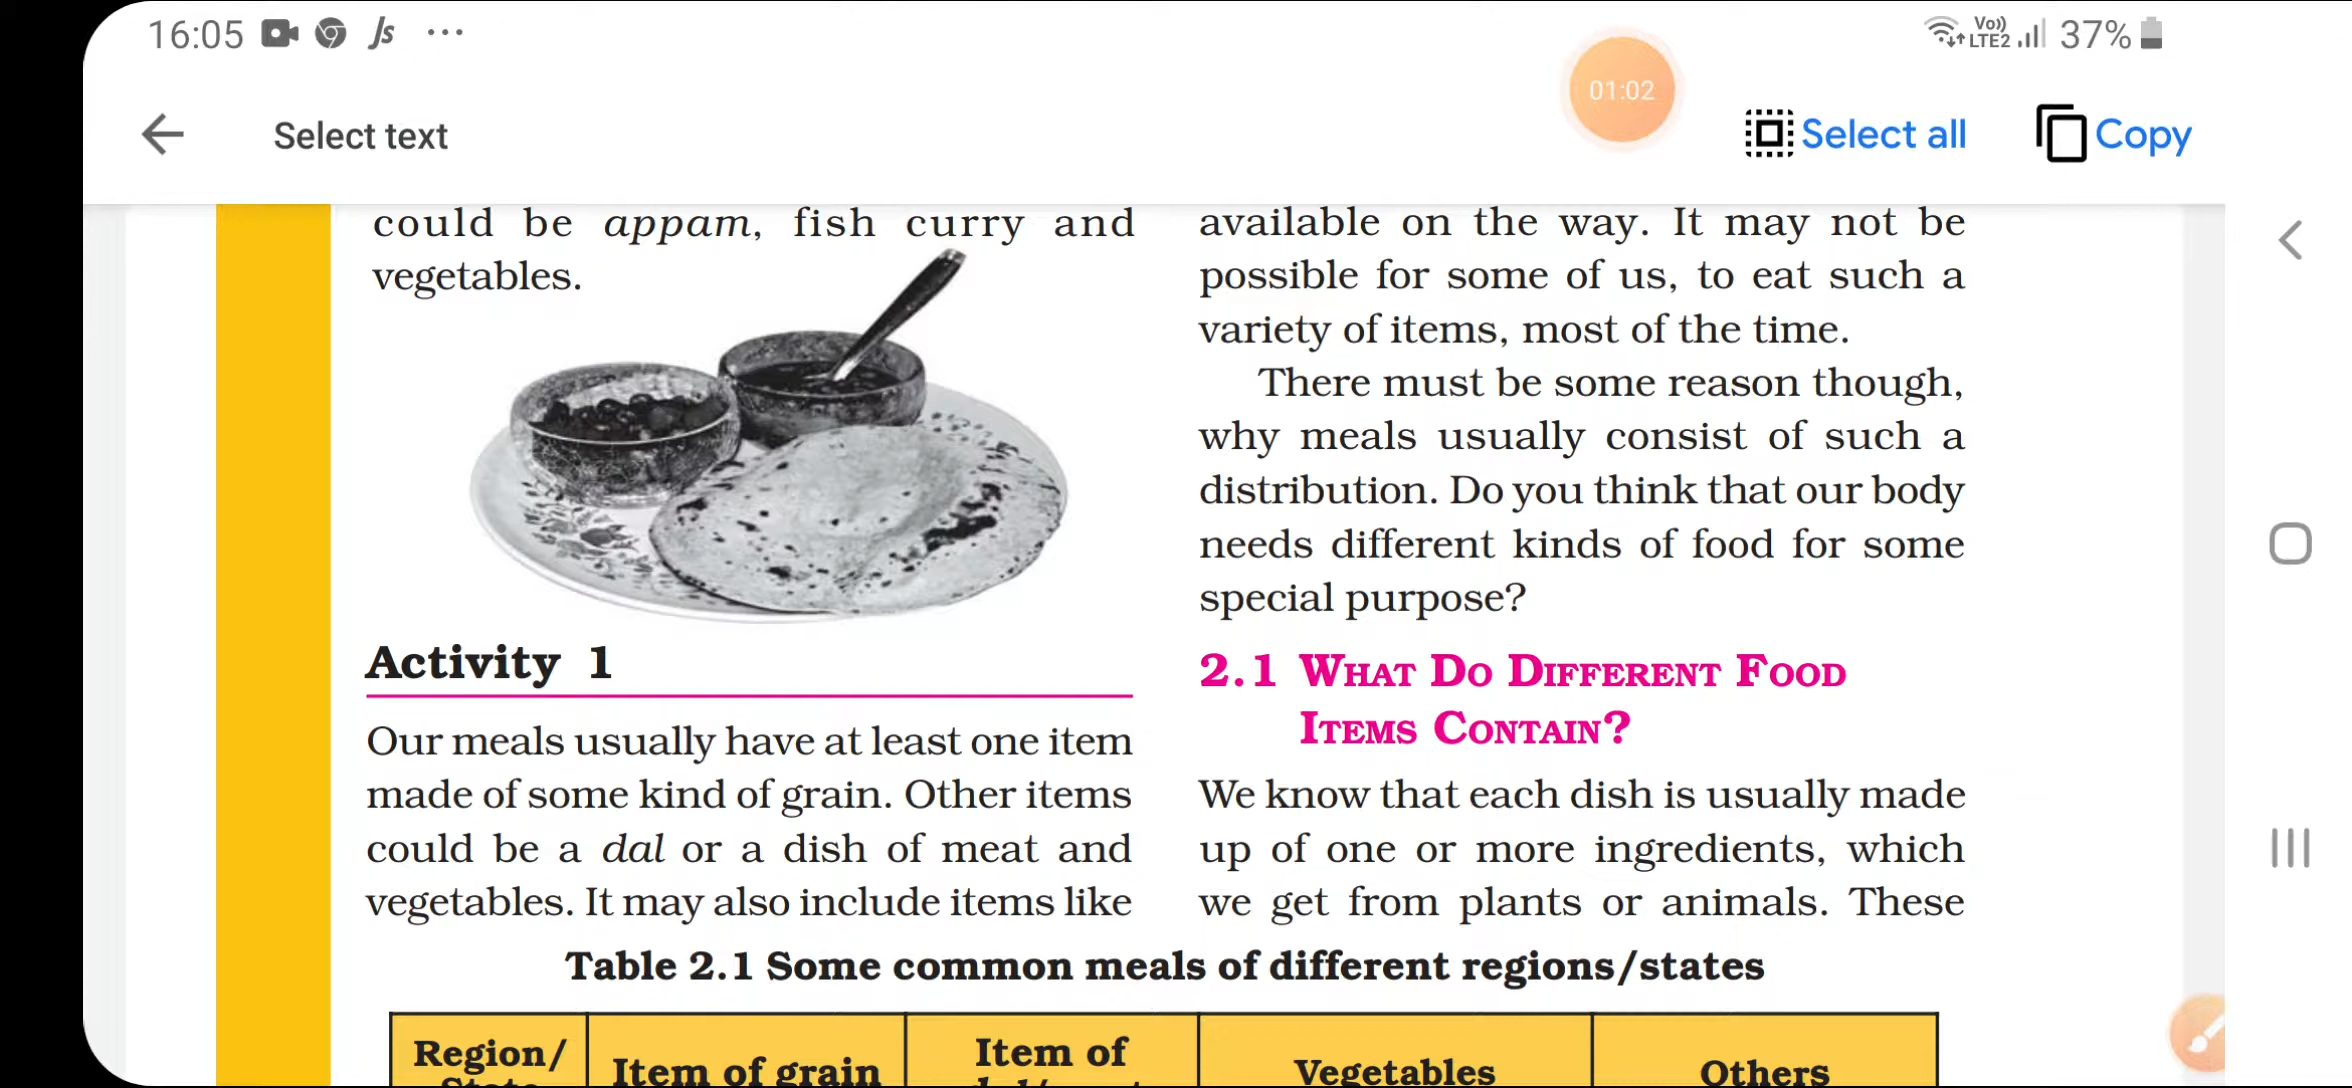 16:05
Vo))
LTE2
37%
01:02
Select text
Select all
Copy
could be appam, fish curry and
vegetables.
Activity 1
Our meals usually have at least one item
made of some kind of grain. Other items
could be a dal or a dish of meat and
vegetables. It may also include items like
available on the way. It may not be
possible for some of us, to eat such a
variety of items, most of the time.
There must be some reason though,
why meals usually consist of such a
distribution. Do you think that our body
needs different kinds of food for some
special purpose?
2.1 WHAT DO DIFFERENT FOOD
ITEMS CONTAIN?
We know that each dish is usually made
up of one or more ingredients, which
we get from plants or animals. These
Table 2.1 Some common meals of different regions/states
Region/
Item of grain
Item of
Vegetables
Others